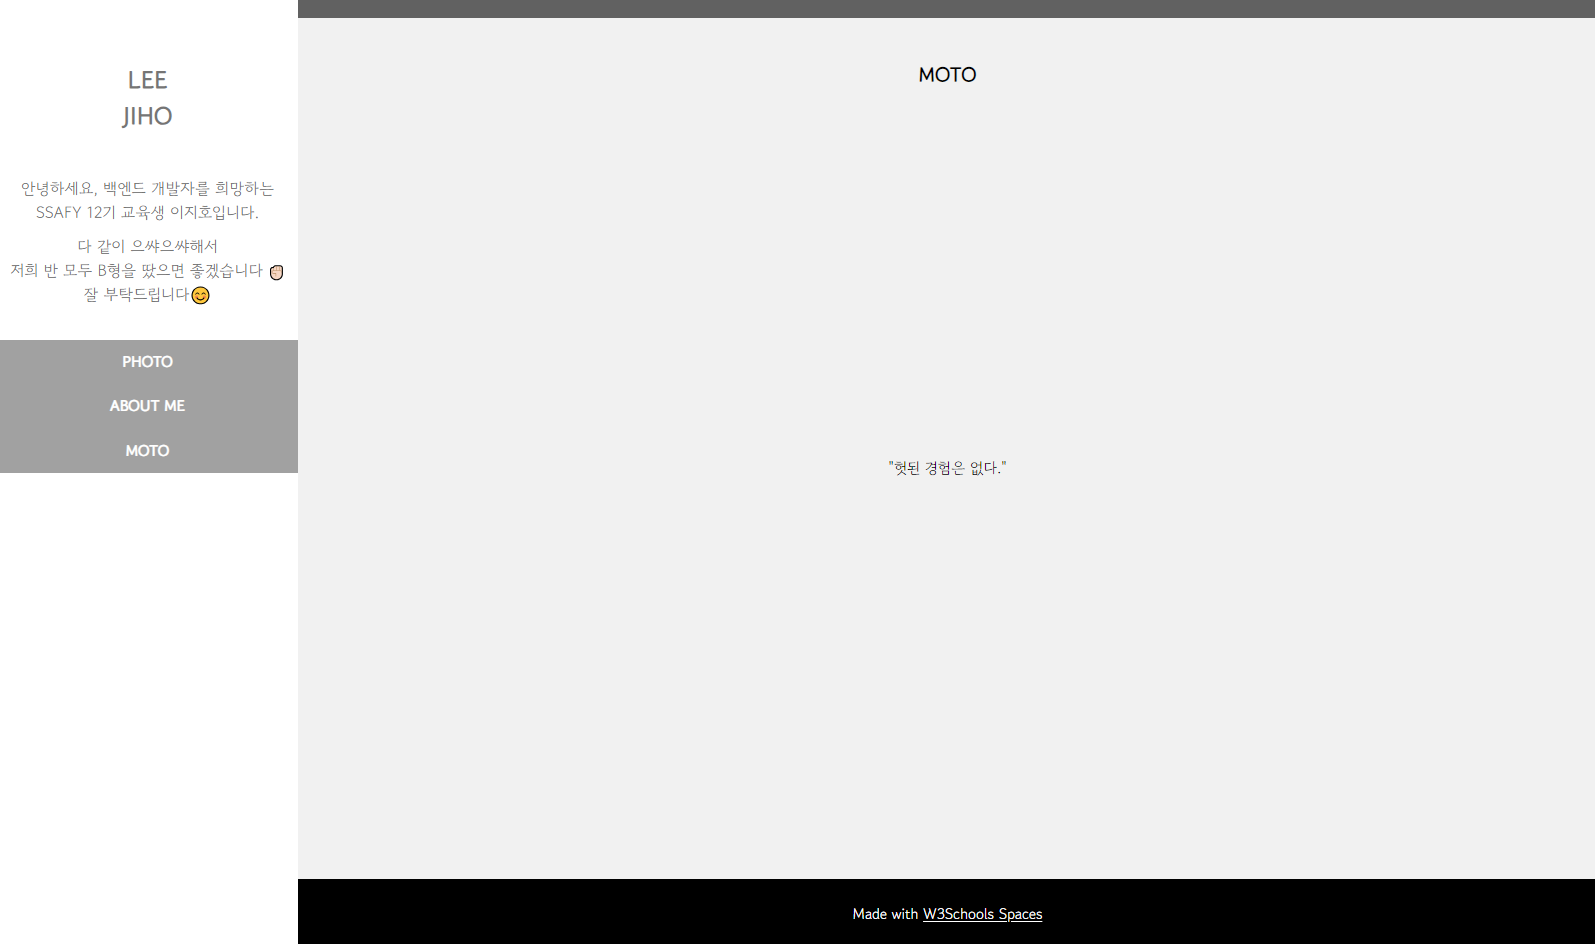 LEE
JIHO
안녕하세요, 백엔드 개발자를 희망하는
SSAFY 12기 교육생 이지호입니다.
다 같이 으쌰으쌰해서
저희 반 모두 B형을 땄으면 좋겠습니다 ✊🏻
잘 부탁드립니다😊
PHOTO
ABOUT ME
MOTO
MOTO
"헛된 경험은 없다."
Made with W3Schools Spaces